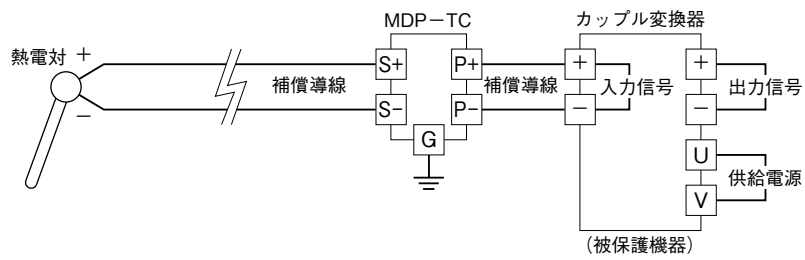 MDP－TC
カップル変換器
熱電対
+
−
補償導線
S+
S−
P+
P−
G
補償導線
+
−
入力信号
+
−
出力信号
U
V
供給電源
(被保護機器)